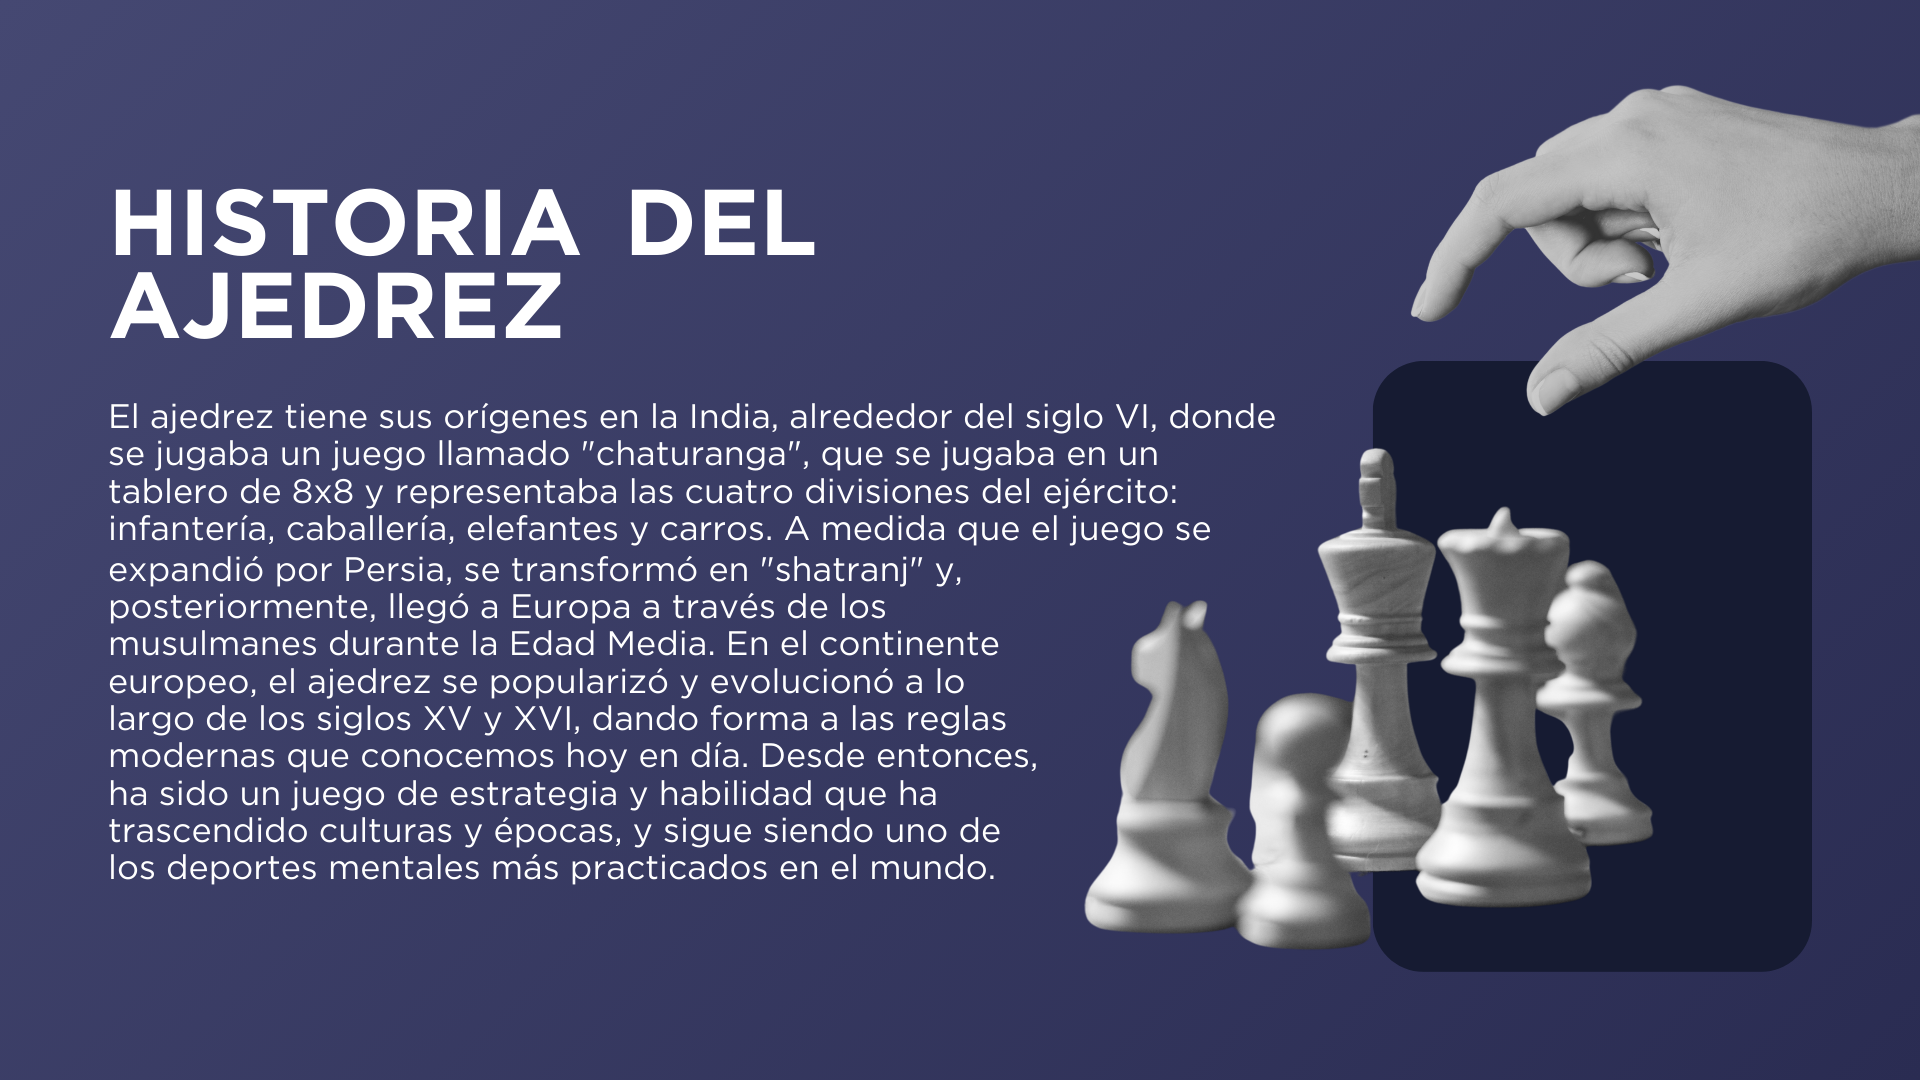 HISTORIA DEL
AJEDREZ
El ajedrez tiene sus orígenes en la India, alrededor del siglo VI, donde
se jugaba un juego llamado "chaturanga", que se jugaba en un
tablero de 8x8 y representaba las cuatro divisiones del ejército:
infantería, caballería, elefantes y carros. A medida que el juego se
expandió por Persia, se transformó en "shatranj" y,
posteriormente, llegó a Europa a través de los
musulmanes durante la Edad Media. En el continente
europeo, el ajedrez se popularizó y evolucionó a lo
largo de los siglos XV y XVI, dando forma a las reglas
modernas que conocemos hoy en día. Desde entonces,
ha sido un juego de estrategia y habilidad que ha
trascendido culturas y épocas, y sigue siendo uno de
los deportes mentales más practicados en el mundo.